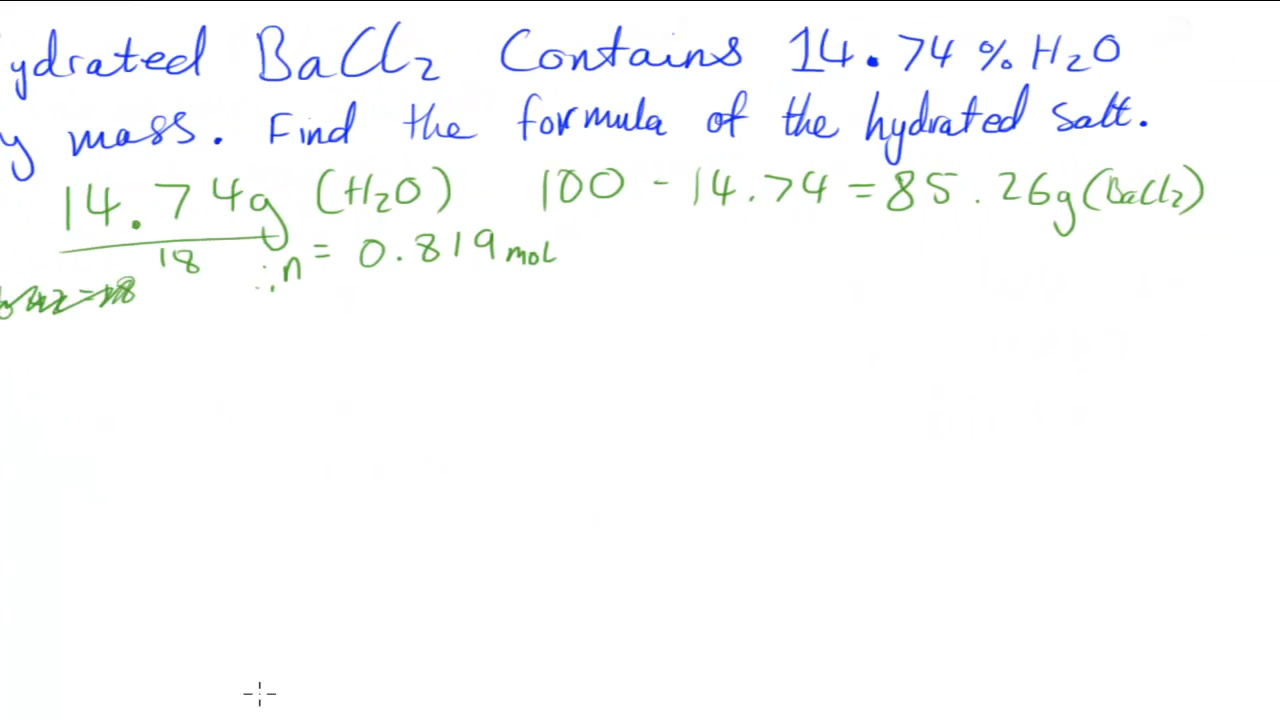 ydrated BaCl₂ Contains 14.74 % H₂O
y mass. Find the formula of the hydrated salt.
14.74g (H₂O) 100 - 14.74 = 85.26g (BaCl₂)
18 ∴n = 0.819 mol